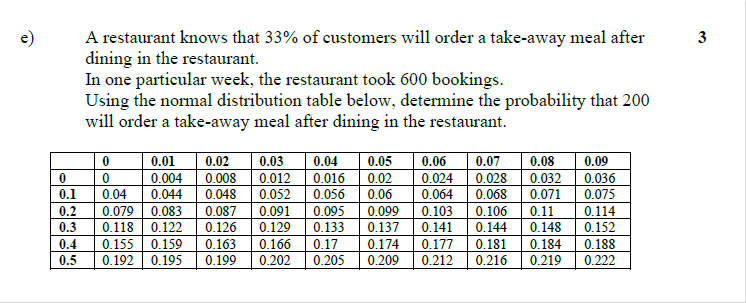 e) A restaurant knows that 33% of customers will order a take-away meal after 3
dining in the restaurant.
In one particular week, the restaurant took 600 bookings.
Using the normal distribution table below, determine the probability that 200
will order a take-away meal after dining in the restaurant.
0 0.01 0.02 0.03 0.04 0.05 0.06 0.07 0.08 0.09
0 0 0.004 0.008 0.012 0.016 0.02 0.024 0.028 0.032 0.036
0.1 0.04 0.044 0.048 0.052 0.056 0.06 0.064 0.068 0.071 0.075
0.2 0.079 0.083 0.087 0.091 0.095 0.099 0.103 0.106 0.11 0.114
0.3 0.118 0.122 0.126 0.129 0.133 0.137 0.141 0.144 0.148 0.152
0.4 0.155 0.159 0.163 0.166 0.17 0.174 0.177 0.181 0.184 0.188
0.5 0.192 0.195 0.199 0.202 0.205 0.209 0.212 0.216 0.219 0.222